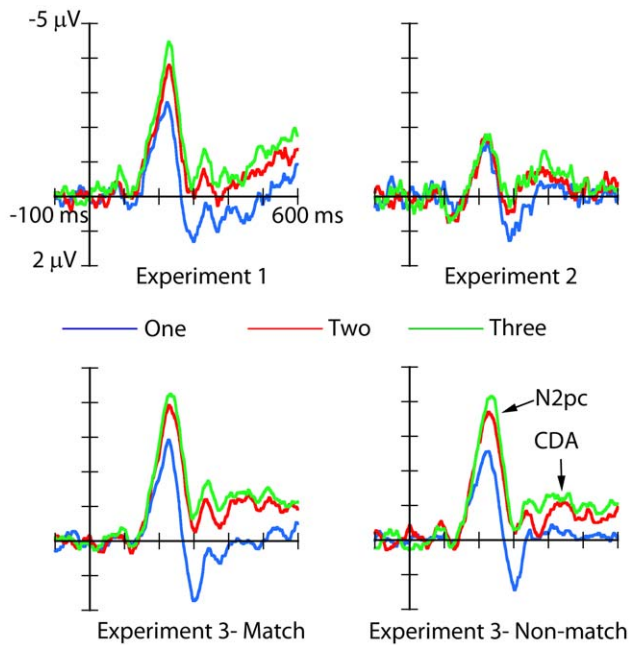 -5 μV
-100 ms
600 ms
2 μV
Experiment 1
Experiment 2
One
Two
Three
N2pc
CDA
Experiment 3- Match
Experiment 3- Non-match